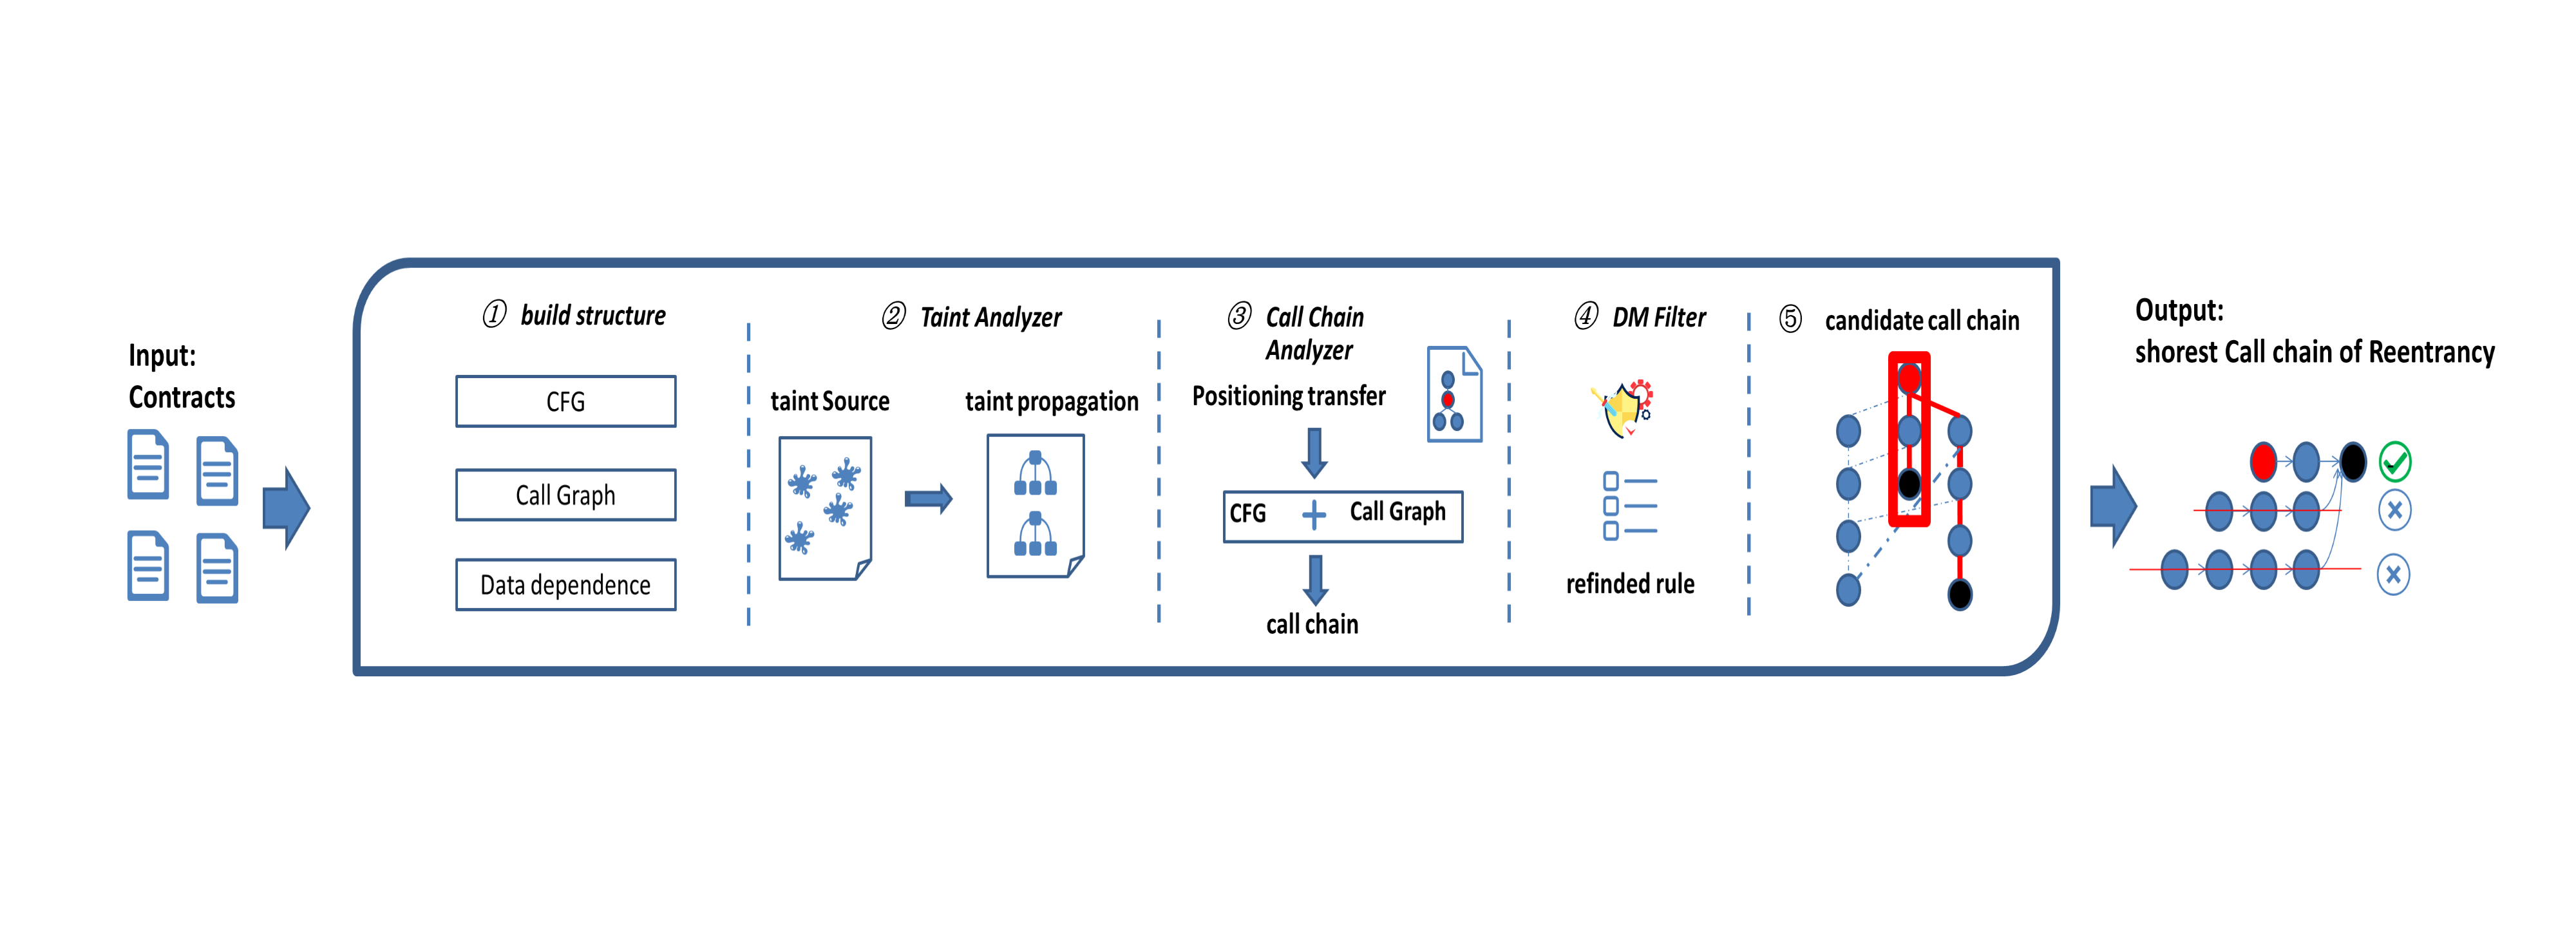 Input:
Contracts
① build structure
CFG
Call Graph
Data dependence
② Taint Analyzer
taint Source
taint propagation
③ Call Chain
Analyzer
Positioning transfer
CFG + Call Graph
call chain
④ DM Filter
refinded rule
⑤ candidate call chain
Output:
shorest Call chain of Reentrancy